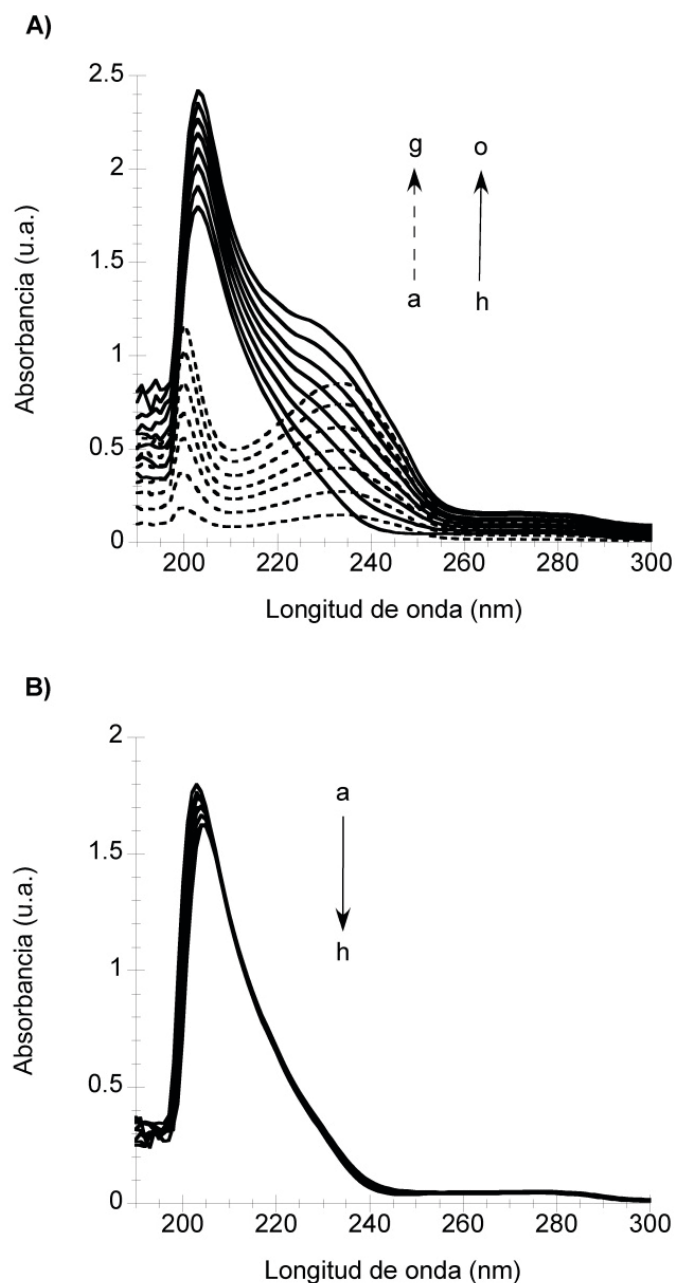 A)
2.5
2
1.5
1
0.5
0
g o
a h
200 220 240 260 280 300
Absorbancia (u.a.)
Longitud de onda (nm)
B)
2
1.5
1
0.5
0
a
h
200 220 240 260 280 300
Absorbancia (u.a.)
Longitud de onda (nm)